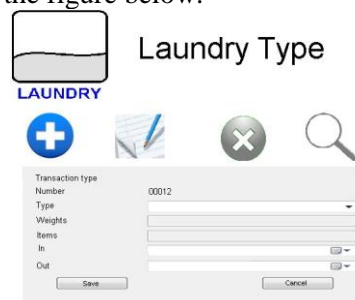 the figure below.
Laundry Type
LAUNDRY
Transaction type
Number 00012
Type
Weights
Items
In
Out
Save Cancel